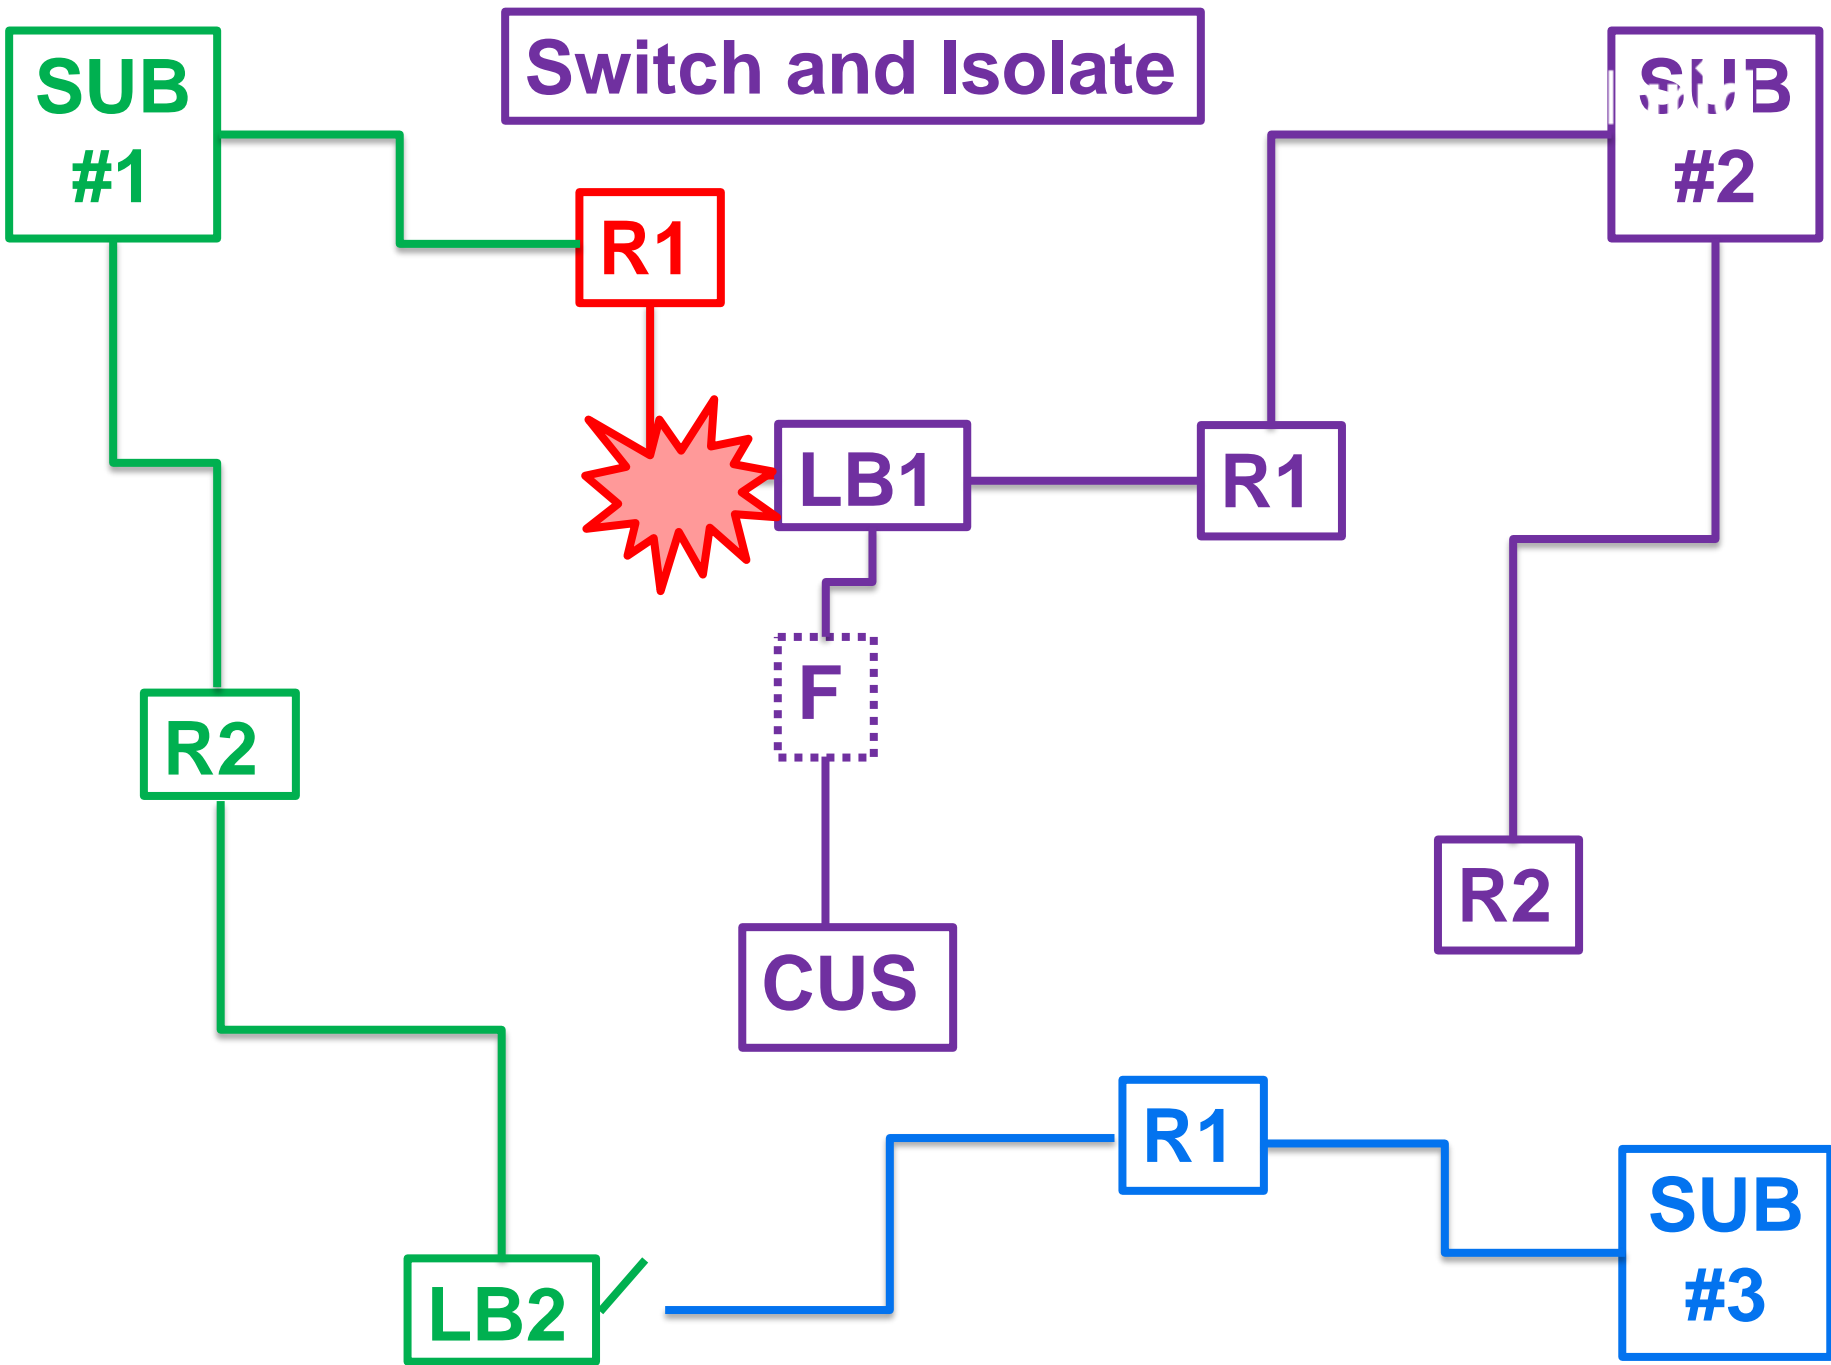 Switch and Isolate
SUB
#1
SUB
#2
R1
LB1
R1
F
R2
R2
CUS
R1
SUB
#3
LB2